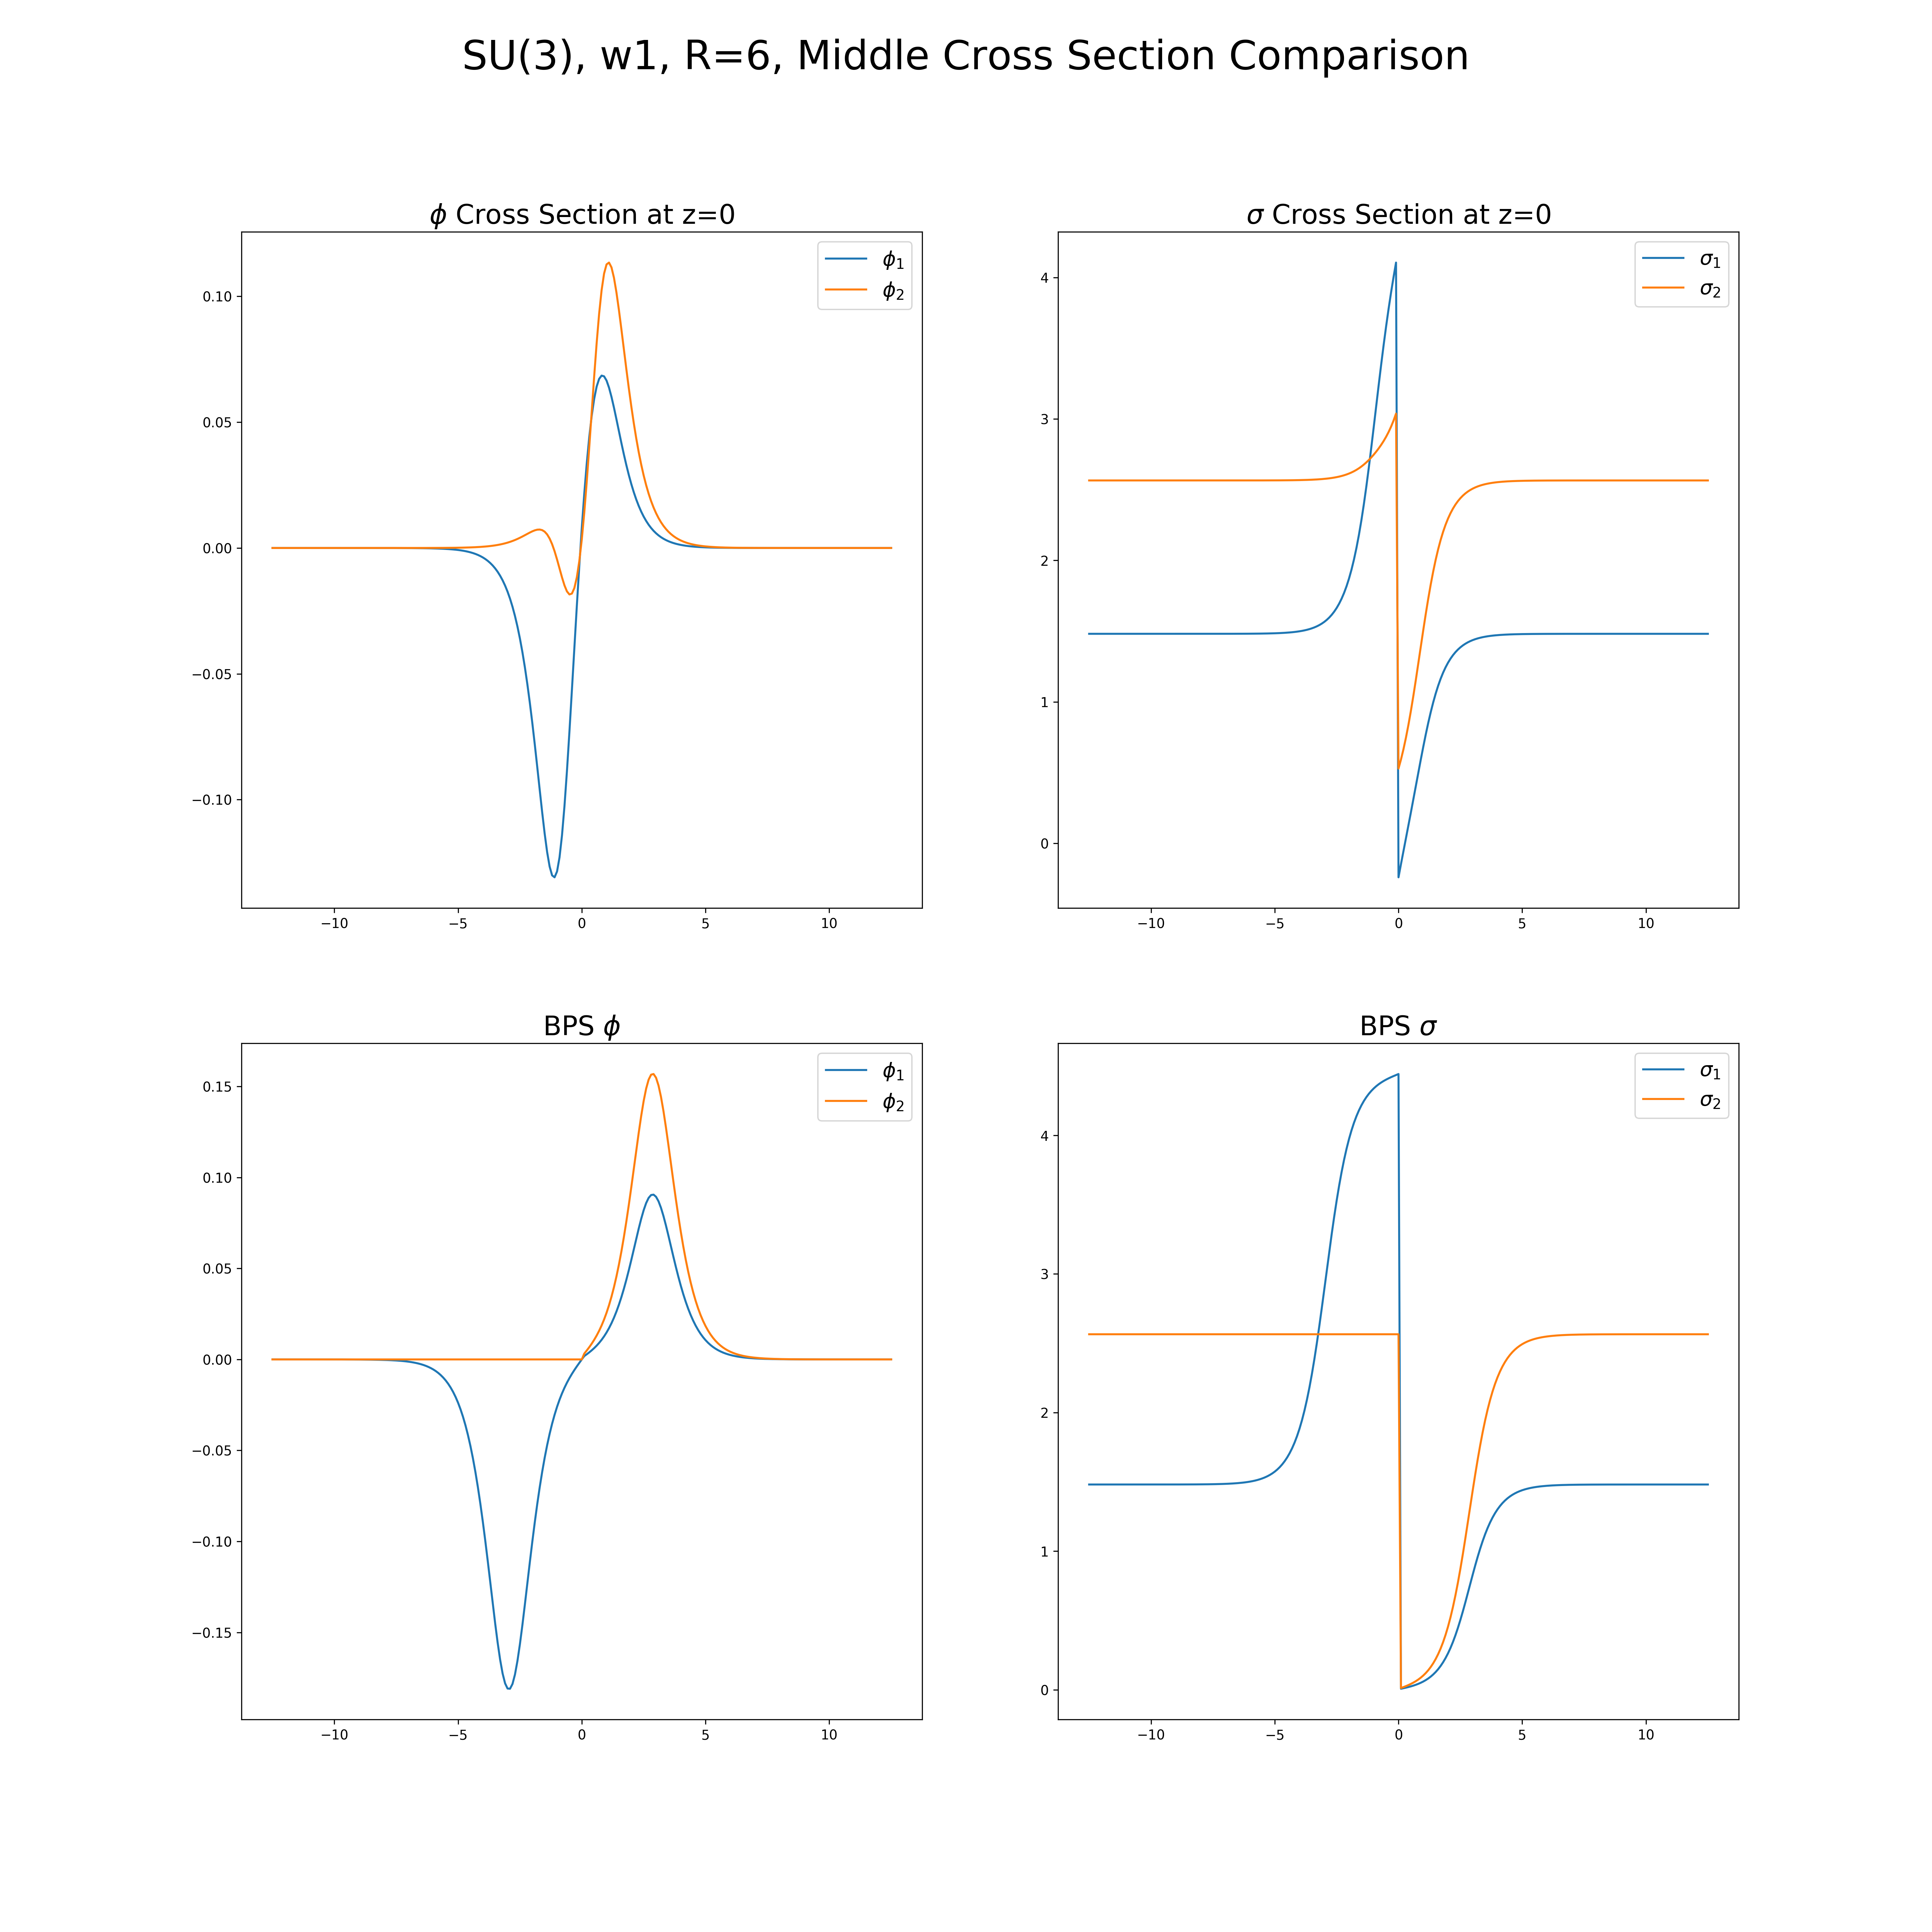 SU(3), w1, R=6, Middle Cross Section Comparison
ϕ Cross Section at z=0
ϕ₁
ϕ₂
0.10
0.05
0.00
−0.05
−0.10
−10 −5 0 5 10
σ Cross Section at z=0
σ₁
σ₂
4
3
2
1
0
−10 −5 0 5 10
BPS ϕ
ϕ₁
ϕ₂
0.15
0.10
0.05
0.00
−0.05
−0.10
−0.15
−10 −5 0 5 10
BPS σ
σ₁
σ₂
4
3
2
1
0
−10 −5 0 5 10